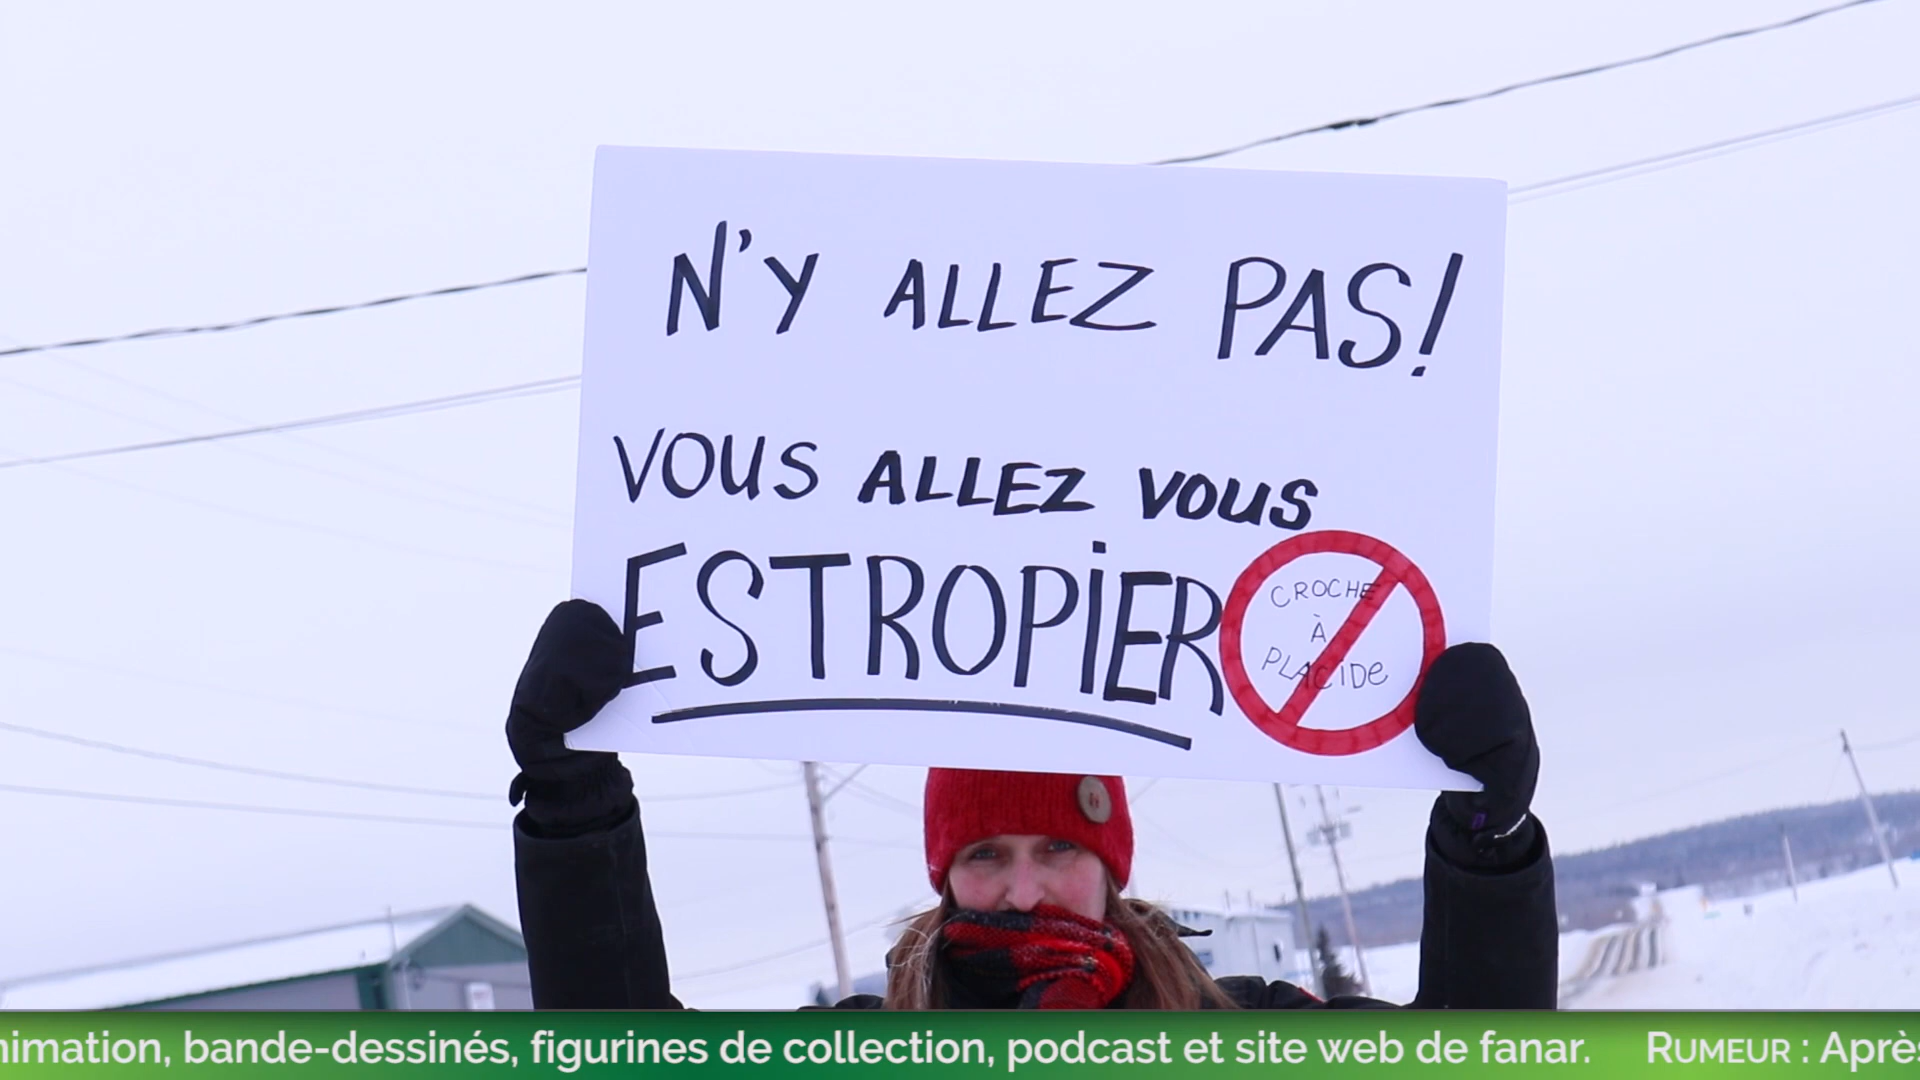 N'Y ALLEZ PAS!
VOUS ALLEZ VOUS
ESTROPIER
CROCHE
À
PLACIDE
nimation, bande-dessinés, figurines de collection, podcast et site web de fanar. RUMEUR : Après